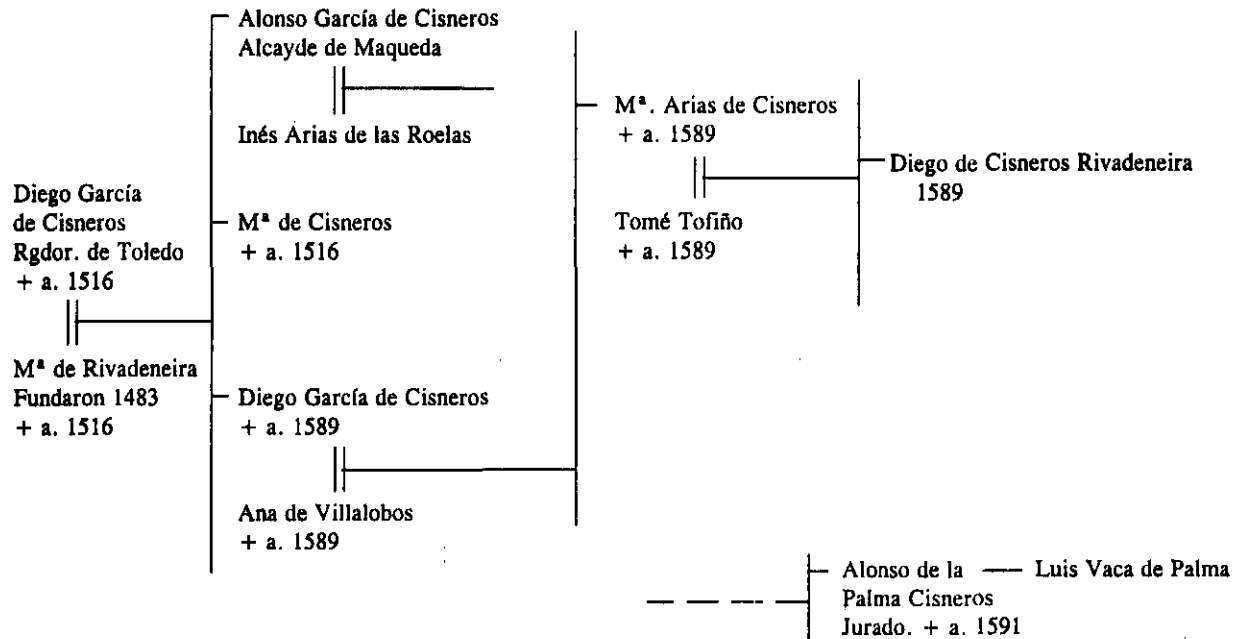 Alonso García de Cisneros
Alcayde de Maqueda
Inés Arias de las Roelas
Diego García
de Cisneros
Rgdor. de Toledo
+ a. 1516
Mª de Rivadeneira
Fundaron 1483
+ a. 1516
Mª de Cisneros
+ a. 1516
Diego García de Cisneros
+ a. 1589
Ana de Villalobos
+ a. 1589
Mª. Arias de Cisneros
+ a. 1589
Tomé Tofiño
+ a. 1589
Diego de Cisneros Rivadeneira
1589
Alonso de la
Palma Cisneros
Jurado. + a. 1591
Luis Vaca de Palma